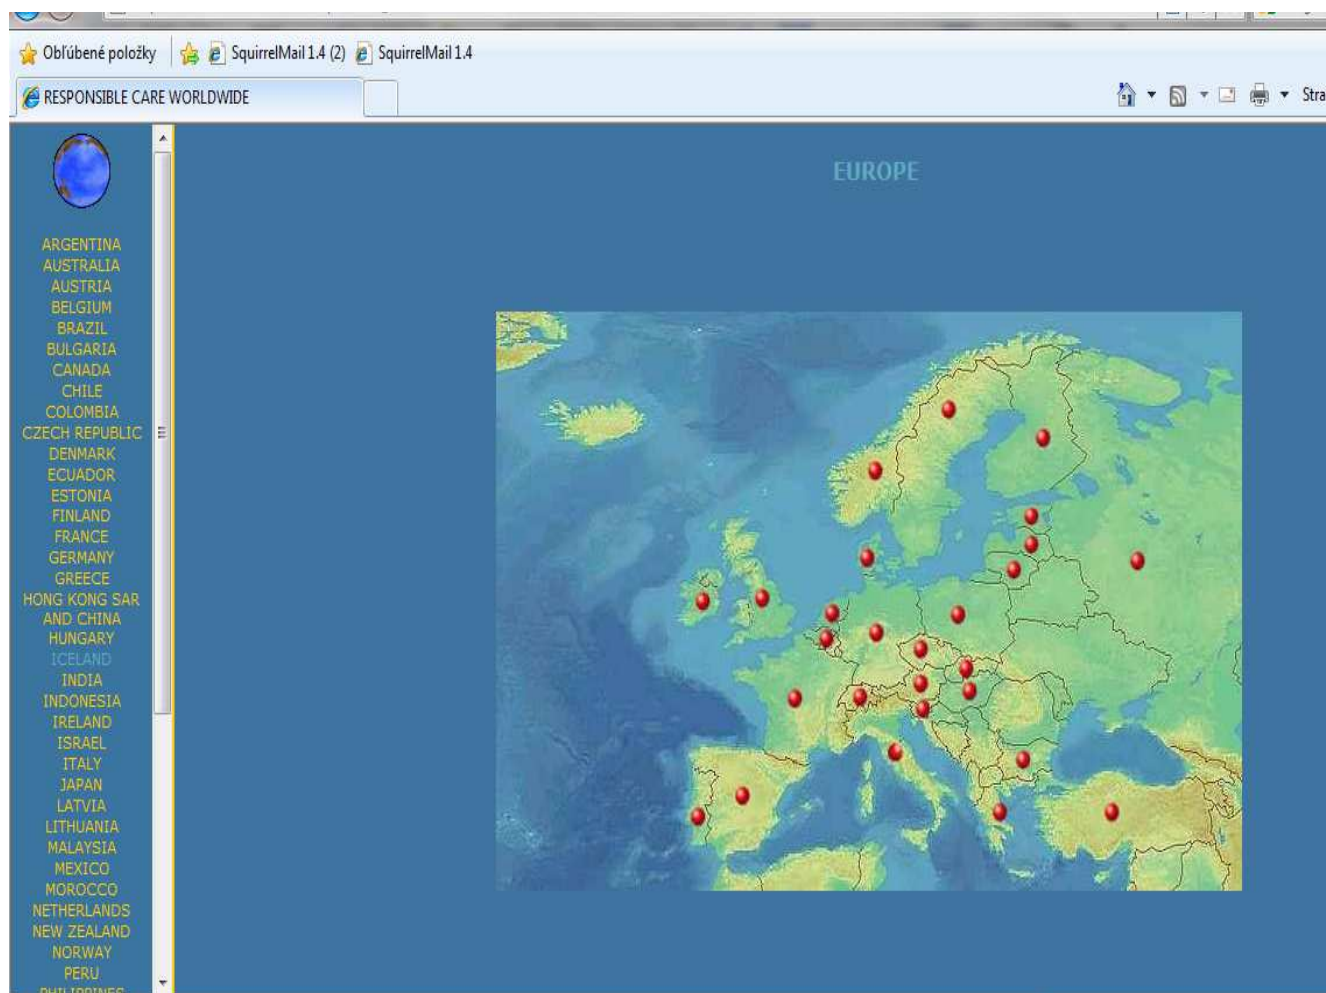 Obľúbené položky
SquirrelMail 1.4 (2)
SquirrelMail 1.4
RESPONSIBLE CARE WORLDWIDE
Stra
EUROPE
ARGENTINA
AUSTRALIA
AUSTRIA
BELGIUM
BRAZIL
BULGARIA
CANADA
CHILE
COLOMBIA
CZECH REPUBLIC
DENMARK
ECUADOR
ESTONIA
FINLAND
FRANCE
GERMANY
GREECE
HONG KONG SAR
AND CHINA
HUNGARY
ICELAND
INDIA
INDONESIA
IRELAND
ISRAEL
ITALY
JAPAN
LATVIA
LITHUANIA
MALAYSIA
MEXICO
MOROCCO
NETHERLANDS
NEW ZEALAND
NORWAY
PERU
PHILIPPINES